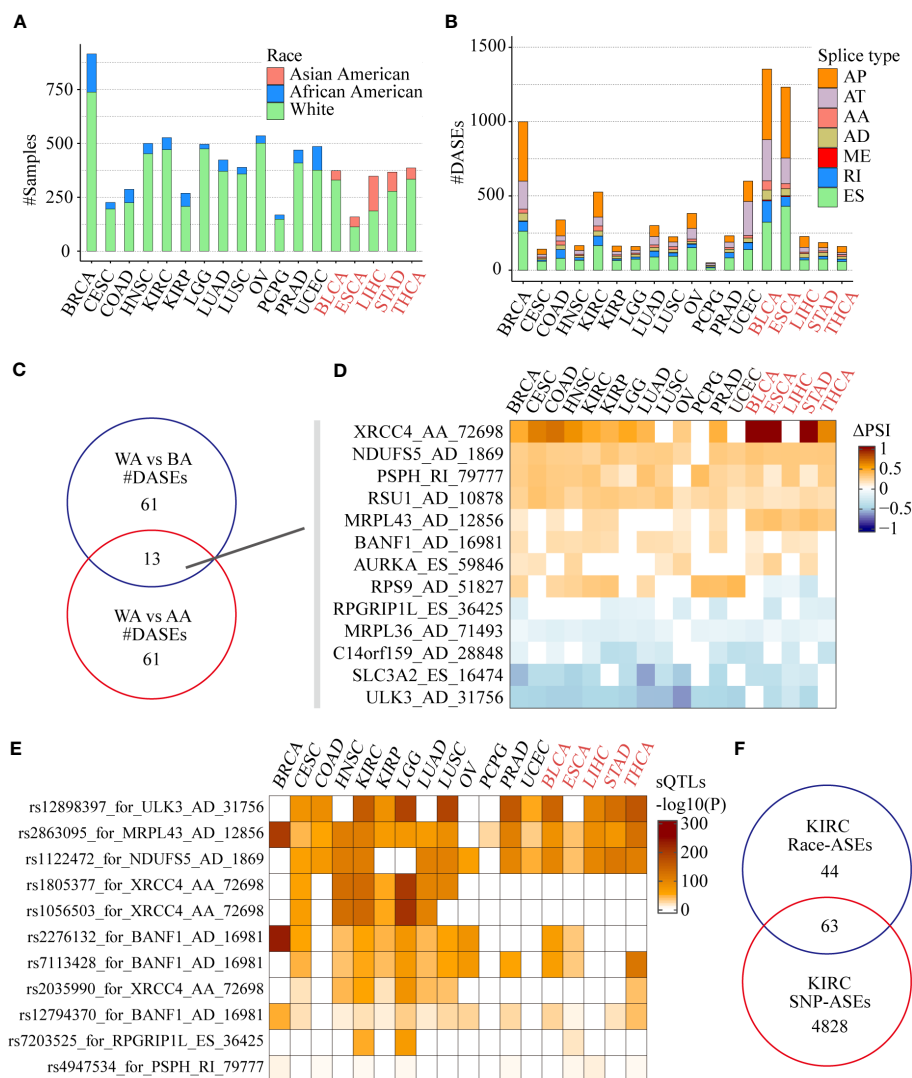 A
#Samples
750
500
250
0
Race
Asian American
African American
White
BRCA
CESC
COAD
HNSC
KIRC
KIRP
LGG
LUAD
LUSC
OV
PCPG
PRAD
UCEC
BLCA
ESCA
LIHC
STAD
THCA
B
#DASEs
1500
1000
500
0
Splice type
AP
AT
AA
AD
ME
RI
ES
BRCA
CESC
COAD
HNSC
KIRC
KIRP
LGG
LUAD
LUSC
OV
PCPG
PRAD
UCEC
BLCA
ESCA
LIHC
STAD
THCA
C
WA vs BA
#DASEs
61
13
WA vs AA
#DASEs
61
D
BRCA
CESC
COAD
HNSC
KIRC
KIRP
LGG
LUAD
LUSC
OV
PCPG
PRAD
UCEC
BLCA
ESCA
LIHC
STAD
THCA
XRCC4_AA_72698
NDUFS5_AD_1869
PSPH_RI_79777
RSU1_AD_10878
MRPL43_AD_12856
BANF1_AD_16981
AURKA_ES_59846
RPS9_AD_51827
RPGRIP1L_ES_36425
MRPL36_AD_71493
C14orf159_AD_28848
SLC3A2_ES_16474
ULK3_AD_31756
ΔPSI
1
0.5
0
−0.5
−1
E
BRCA
CESC
COAD
HNSC
KIRC
KIRP
LGG
LUAD
LUSC
OV
PCPG
PRAD
UCEC
BLCA
ESCA
LIHC
STAD
THCA
rs12898397_for_ULK3_AD_31756
rs2863095_for_MRPL43_AD_12856
rs1122472_for_NDUFS5_AD_1869
rs1805377_for_XRCC4_AA_72698
rs1056503_for_XRCC4_AA_72698
rs2276132_for_BANF1_AD_16981
rs7113428_for_BANF1_AD_16981
rs2035990_for_XRCC4_AA_72698
rs12794370_for_BANF1_AD_16981
rs7203525_for_RPGRIP1L_ES_36425
rs4947534_for_PSPH_RI_79777
sQTLs
-log10(P)
300
200
100
0
F
KIRC
Race-ASEs
44
63
KIRC
SNP-ASEs
4828